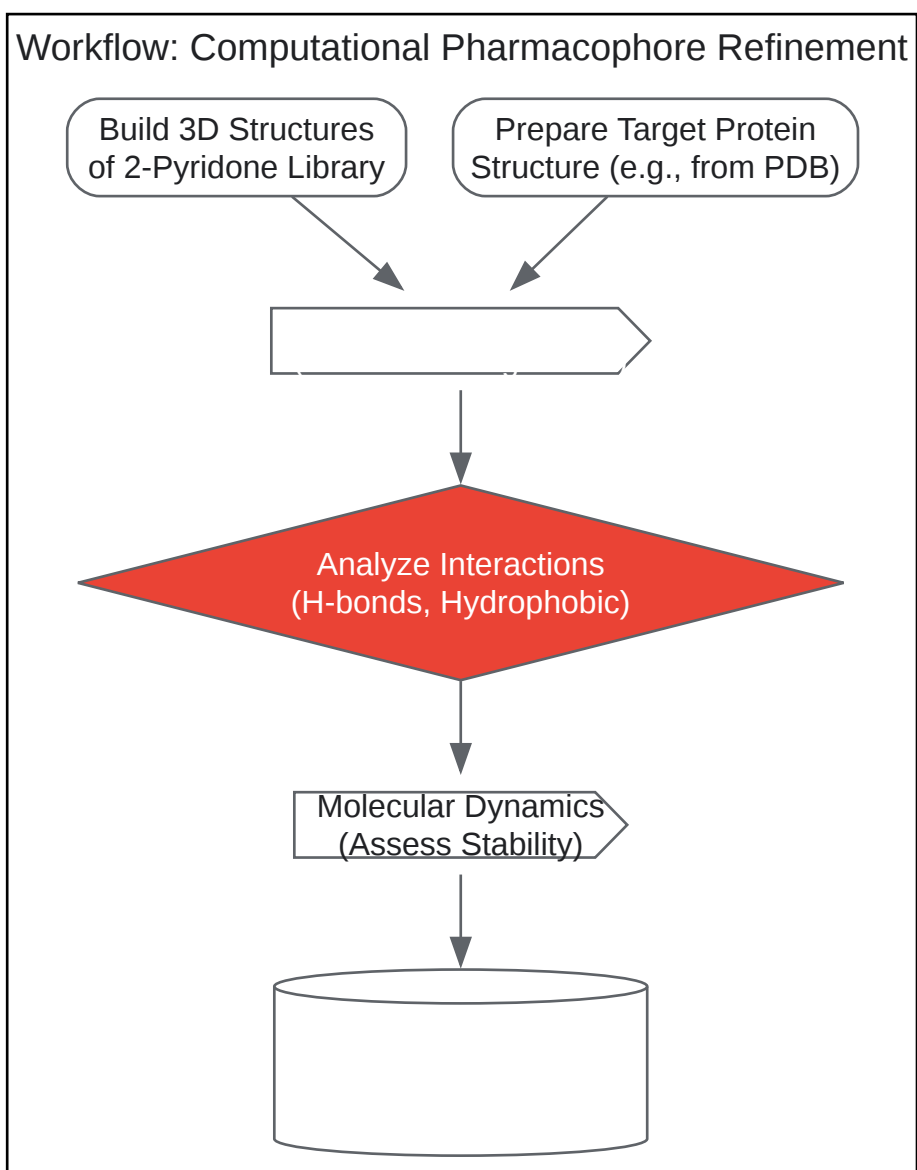 Workflow: Computational Pharmacophore Refinement
Build 3D Structures
of 2-Pyridone Library
Prepare Target Protein
Structure (e.g., from PDB)
Analyze Interactions
(H-bonds, Hydrophobic)
Molecular Dynamics
(Assess Stability)